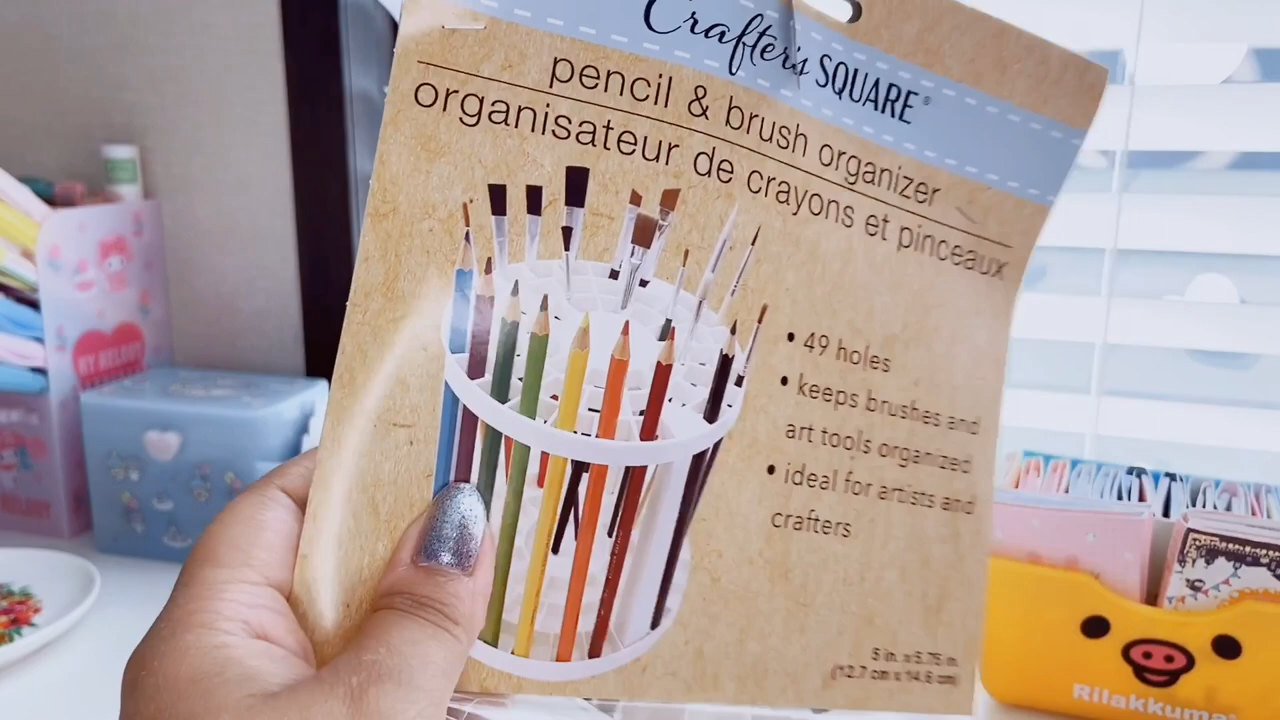 Crafter's SQUARE®
pencil & brush organizer
organisateur de crayons et pinceaux
• 49 holes
• keeps brushes and
art tools organized
• ideal for artists and
crafters
5 in. x 5.75 in.
(12.7 cm x 14.6 cm)
MY MELODY
Rilakkuma